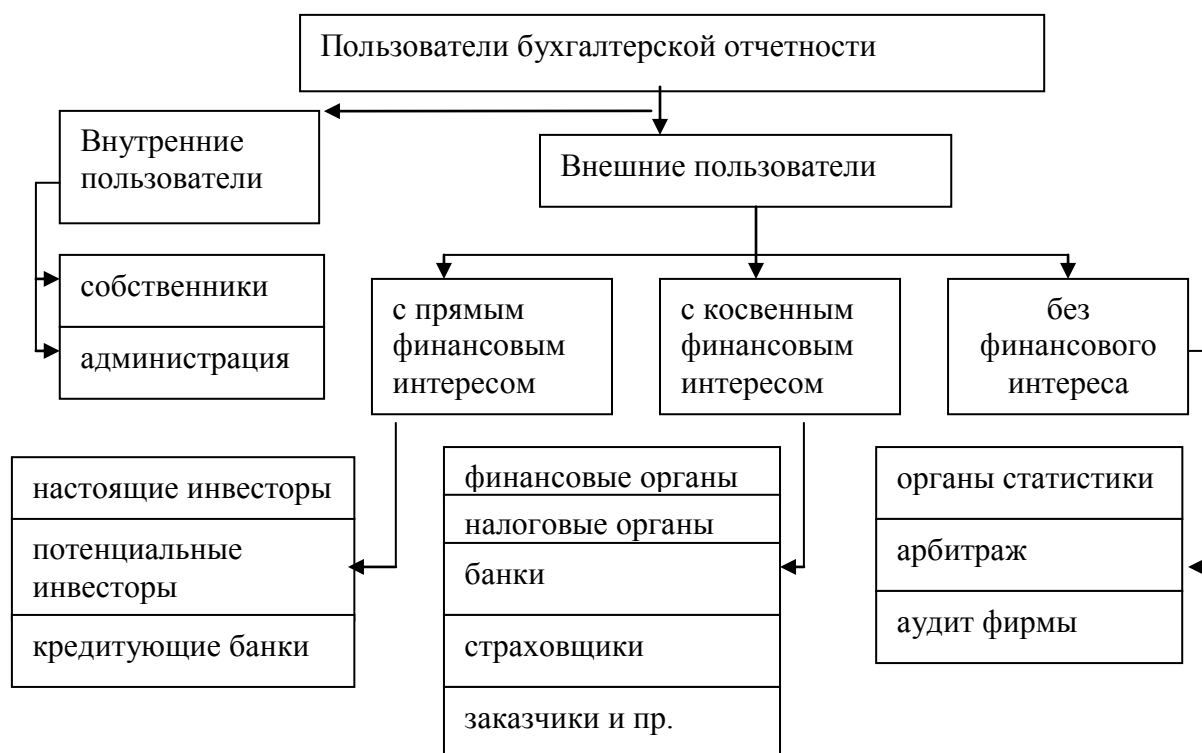 Пользователи бухгалтерской отчетности
Внутренние
пользователи
Внешние пользователи
собственники
администрация
с прямым
финансовым
интересом
с косвенным
финансовым
интересом
без
финансового
интереса
настоящие инвесторы
потенциальные
инвесторы
кредитующие банки
финансовые органы
налоговые органы
банки
страховщики
заказчики и пр.
органы статистики
арбитраж
аудит фирмы